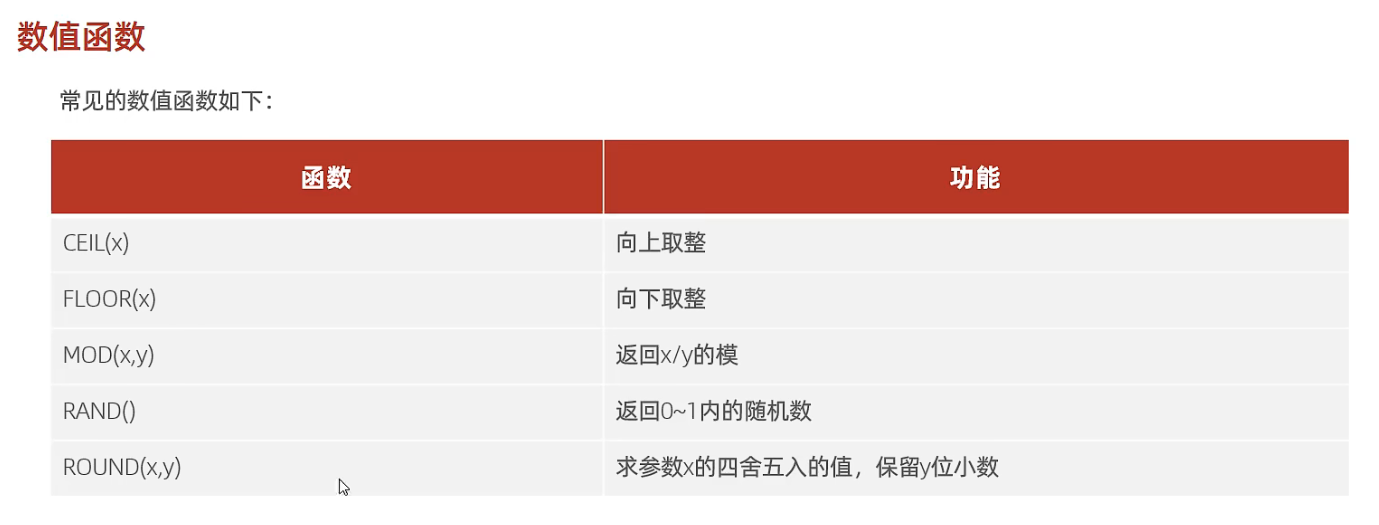 数值函数
常见的数值函数如下：
函数 功能
CEIL(x) 向上取整
FLOOR(x) 向下取整
MOD(x,y) 返回x/y的模
RAND() 返回0~1内的随机数
ROUND(x,y) 求参数x的四舍五入的值，保留y位小数